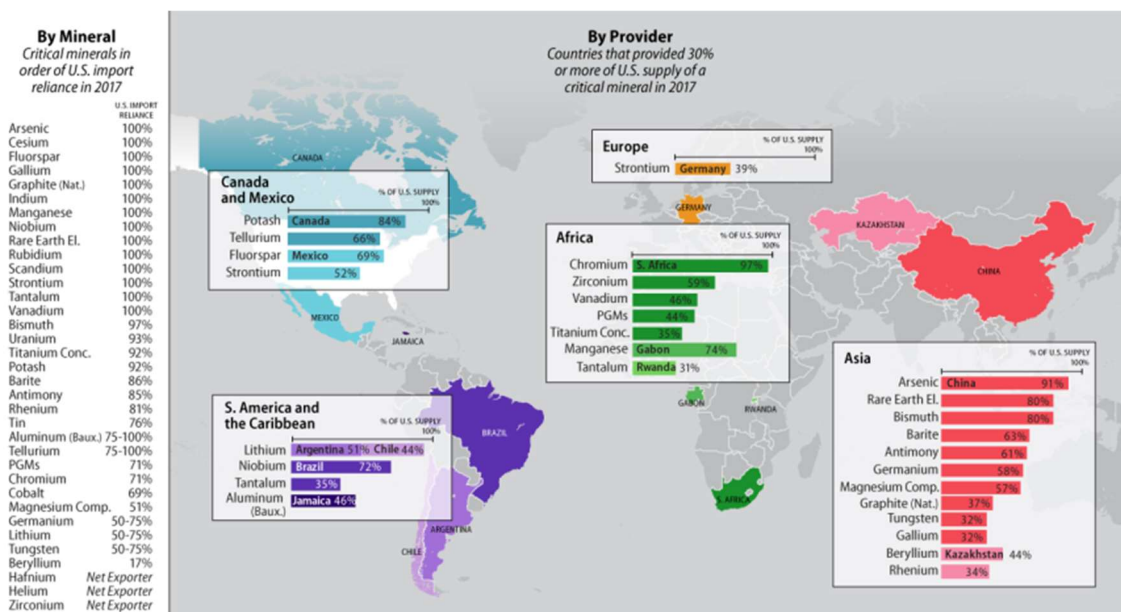 By Mineral
Critical minerals in
order of U.S. import
reliance in 2017
U.S. IMPORT
RELIANCE
Arsenic 100%
Cesium 100%
Fluorspar 100%
Gallium 100%
Graphite (Nat.) 100%
Indium 100%
Manganese 100%
Niobium 100%
Rare Earth El. 100%
Rubidium 100%
Scandium 100%
Strontium 100%
Tantalum 100%
Vanadium 100%
Bismuth 97%
Uranium 93%
Titanium Conc. 92%
Potash 92%
Barite 86%
Antimony 85%
Rhenium 81%
Tin 76%
Aluminum (Baux.) 75-100%
Tellurium 75-100%
PGMs 71%
Chromium 71%
Cobalt 69%
Magnesium Comp. 51%
Germanium 50-75%
Lithium 50-75%
Tungsten 50-75%
Beryllium 17%
Hafnium Net Exporter
Helium Net Exporter
Zirconium Net Exporter
By Provider
Countries that provided 30%
or more of U.S. supply of a
critical mineral in 2017
CANADA
Canada
and Mexico
% OF U.S. SUPPLY
100%
Potash Canada 84%
Tellurium 66%
Fluorspar Mexico 69%
Strontium 52%
MEXICO
JAMAICA
S. America and
the Caribbean
% OF U.S. SUPPLY
100%
Lithium Argentina 51% Chile 44%
Niobium Brazil 72%
Tantalum 35%
Aluminum
(Baux.) Jamaica 46%
BRAZIL
ARGENTINA
CHILE
Europe
% OF U.S. SUPPLY
100%
Strontium Germany 39%
GERMANY
Africa
% OF U.S. SUPPLY
100%
Chromium S. Africa 97%
Zirconium 59%
Vanadium 46%
PGMs 44%
Titanium Conc. 35%
Manganese Gabon 74%
Tantalum Rwanda 31%
GABON
RWANDA
S. AFRICA
KAZAKHSTAN
CHINA
Asia
% OF U.S. SUPPLY
100%
Arsenic China 91%
Rare Earth El. 80%
Bismuth 80%
Barite 63%
Antimony 61%
Germanium 58%
Magnesium Comp. 57%
Graphite (Nat.) 37%
Tungsten 32%
Gallium 32%
Beryllium Kazakhstan 44%
Rhenium 34%